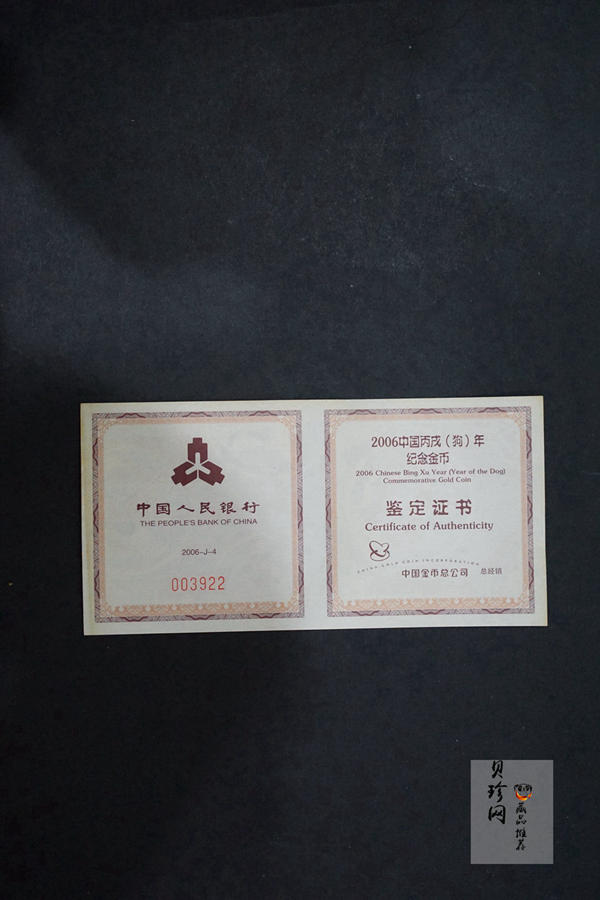 中国人民银行
THE PEOPLE'S BANK OF CHINA
2006-J-4
003922
2006中国丙戌（狗）年
纪念金币
2006 Chinese Bing Xu Year (Year of the Dog)
Commemorative Gold Coin
鉴定证书
Certificate of Authenticity
CHINA GOLD COIN INCORPORATION
中国金币总公司 总经销
贝珍网
藏品推荐